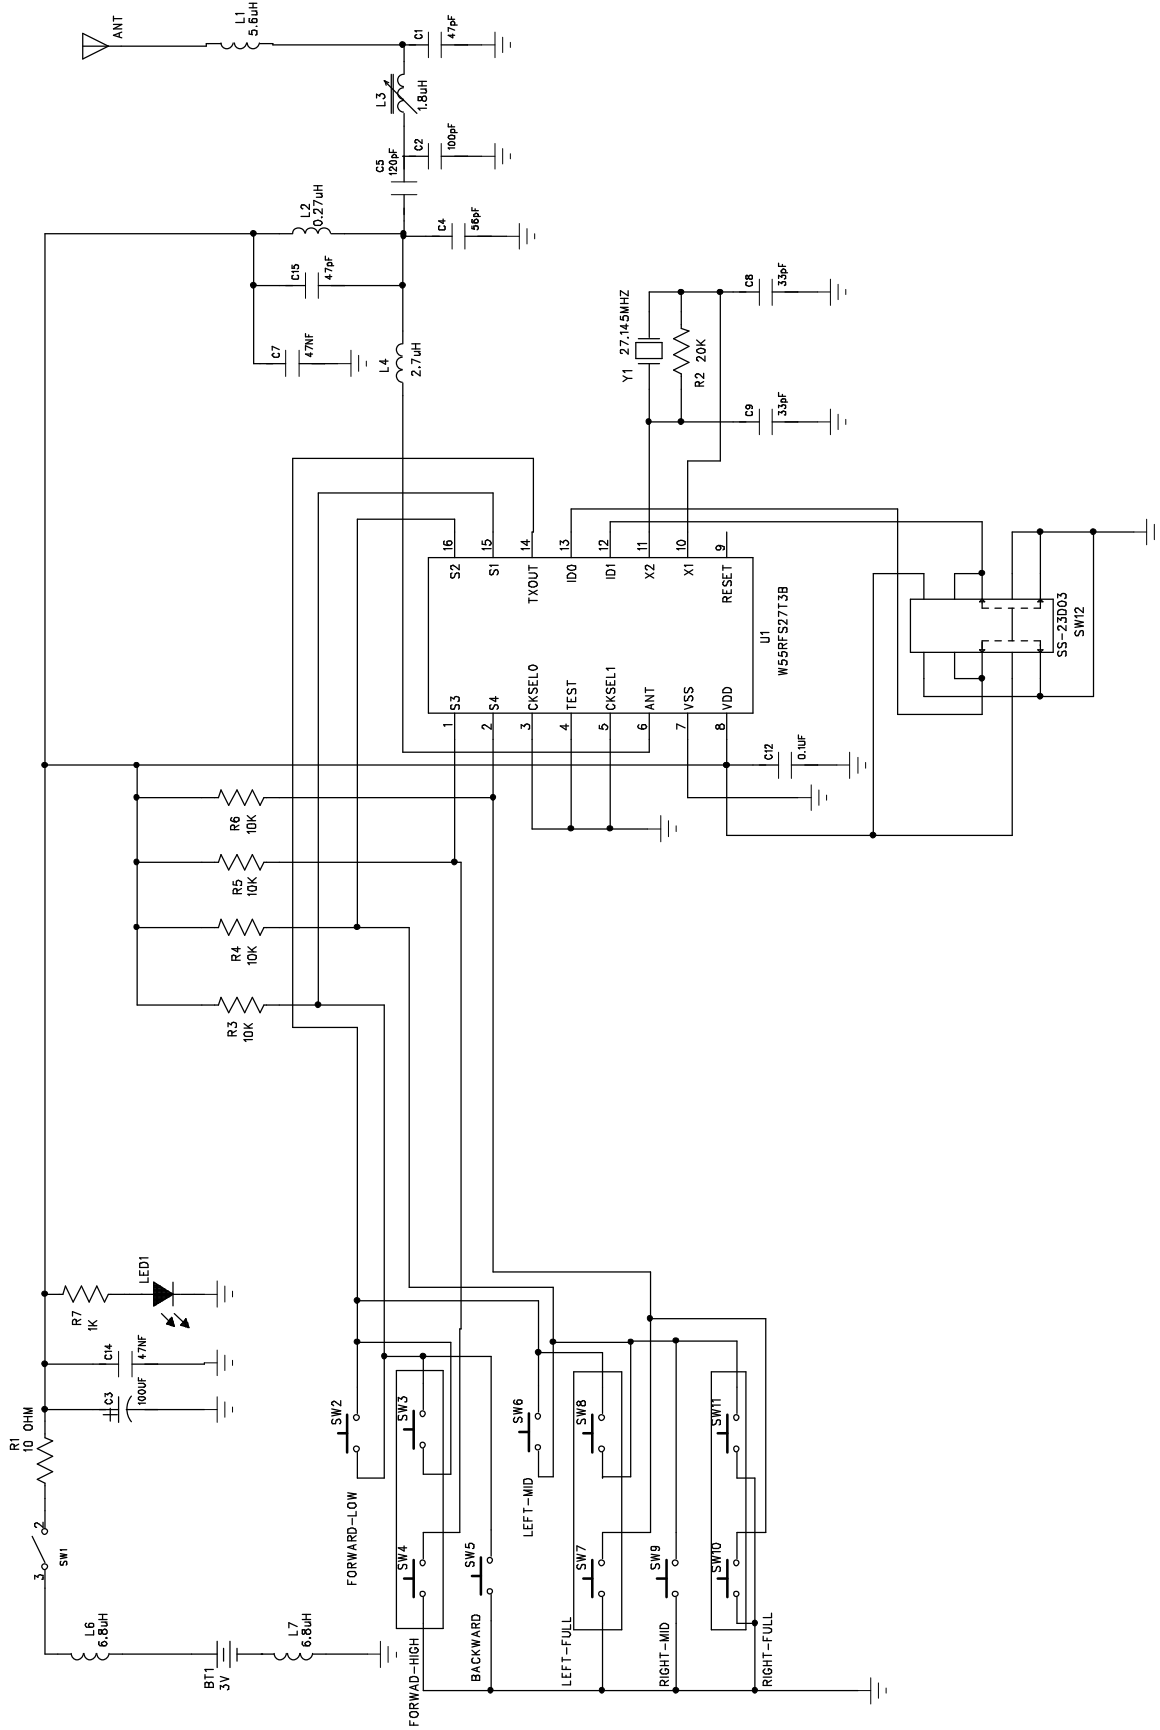 ANT
L1
5.6uH
C1
47pF
L3
1.8uH
C2
100pF
C5
120pF
L2
0.27uH
C4
56pF
C15
47pF
C7
47NF
L4
2.7uH
Y1 27.145MHZ
R2 20K
C8
33pF
C9
33pF
16
15
14
13
12
11
10
9
S2
S1
TXOUT
ID0
ID1
X2
X1
RESET
U1
W55RFS27T3B
S3
S4
CKSEL0
TEST
CKSEL1
ANT
VSS
VDD
1
2
3
4
5
6
7
8
SS-23D03
SW12
C12
0.1UF
R6
10K
R5
10K
R4
10K
R3
10K
LED1
R7
1K
C14
47NF
C3
100UF
R1
10 OHM
2
3
SW1
L6
6.8uH
BT1
3V
L7
6.8uH
SW2
FORWARD-LOW
SW3
SW4
FORWAD-HIGH
SW5
BACKWARD
SW6
LEFT-MID
SW8
SW7
LEFT-FULL
SW9
RIGHT-MID
SW11
SW10
RIGHT-FULL